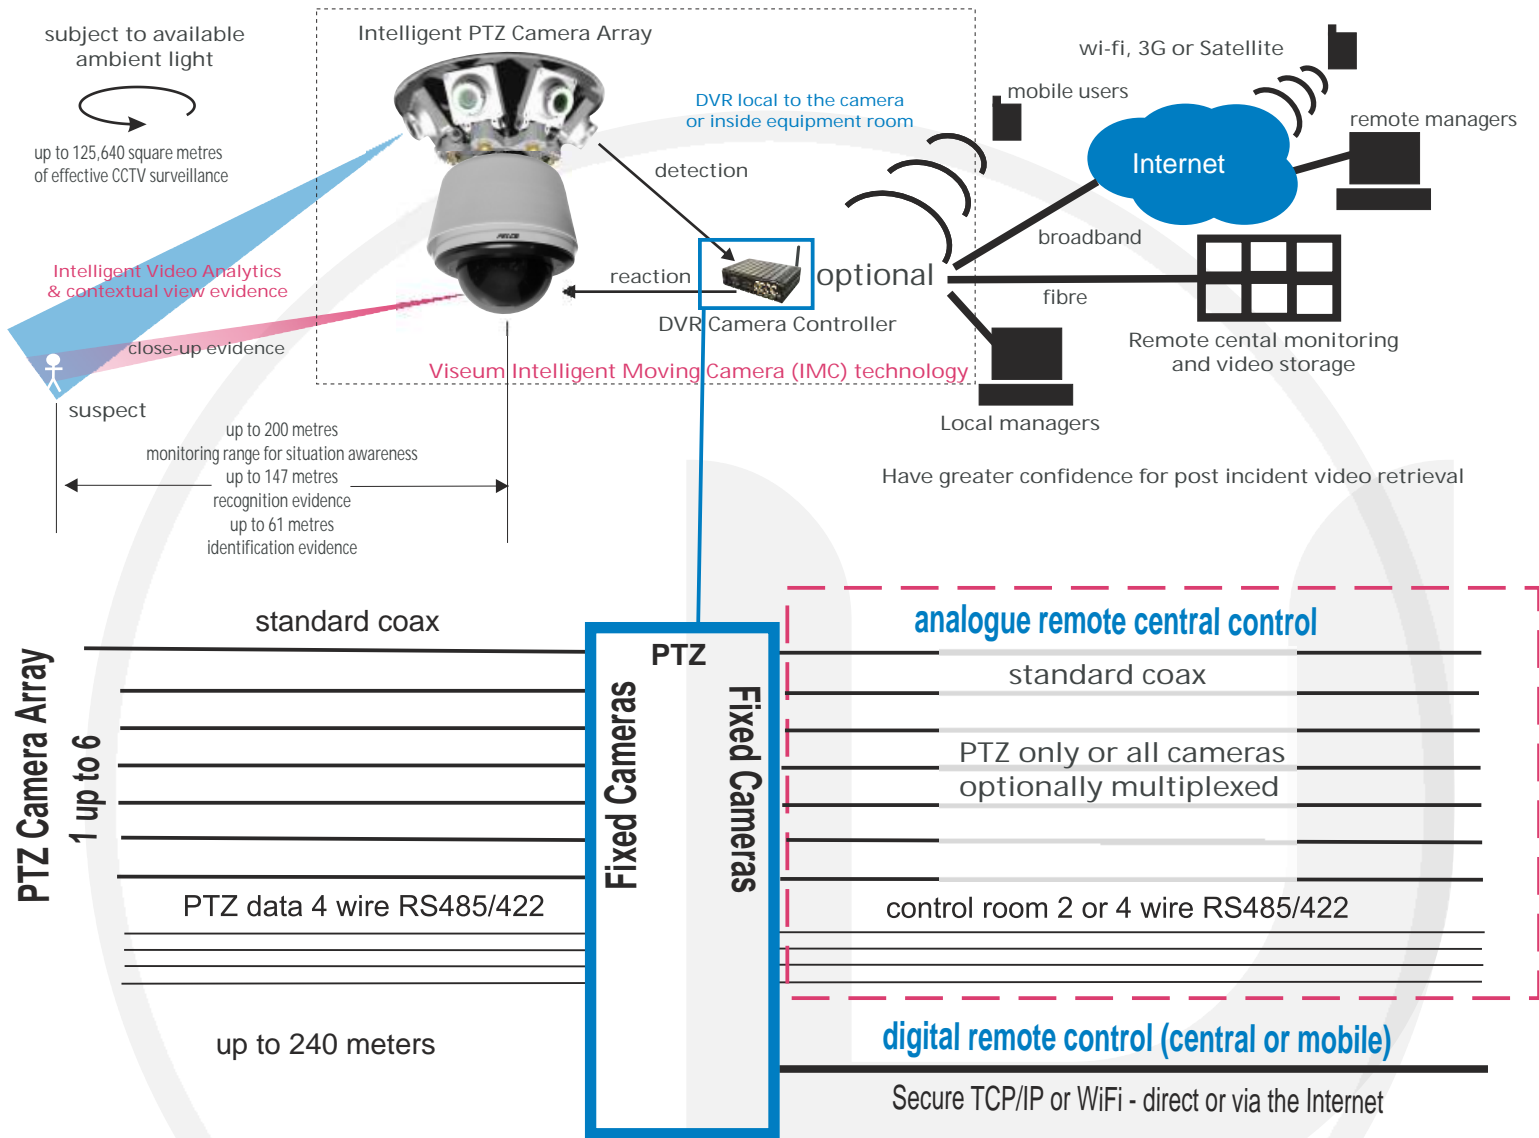 subject to available
ambient light
up to 125,640 square metres
of effective CCTV surveillance
Intelligent PTZ Camera Array
DVR local to the camera
or inside equipment room
wi-fi, 3G or Satellite
mobile users
remote managers
Internet
detection
broadband
Intelligent Video Analytics
& contextual view evidence
PELCO
reaction
optional
fibre
DVR Camera Controller
Remote cental monitoring
and video storage
close-up evidence
Viseum Intelligent Moving Camera (IMC) technology
suspect
Local managers
up to 200 metres
monitoring range for situation awareness
up to 147 metres
recognition evidence
up to 61 metres
identification evidence
Have greater confidence for post incident video retrieval
standard coax
PTZ Camera Array
1 up to 6
PTZ data 4 wire RS485/422
up to 240 meters
PTZ
Fixed Cameras
Fixed Cameras
analogue remote central control
standard coax
PTZ only or all cameras
optionally multiplexed
control room 2 or 4 wire RS485/422
digital remote control (central or mobile)
Secure TCP/IP or WiFi - direct or via the Internet